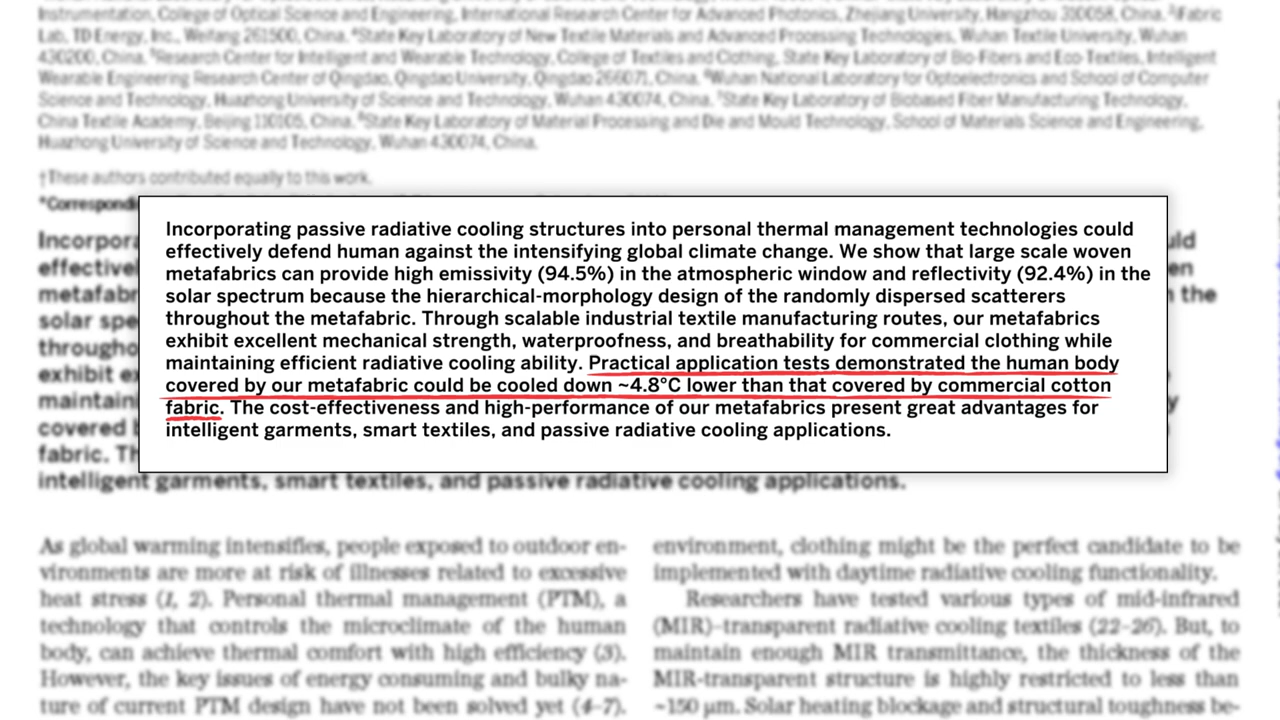 Instrumentation, College of Optical Science and Engineering, International Research Center for Advanced Photonics, Zhejiang University, Hangzhou 310058, China. ³iFabric
Lab, TD Energy, Inc., Weifang 261500, China. ⁴State Key Laboratory of New Textile Materials and Advanced Processing Technologies, Wuhan Textile University, Wuhan
430200, China. ⁵Research Center for Intelligent and Wearable Technology, College of Textiles and Clothing, State Key Laboratory of Bio-Fibers and Eco-Textiles, Intelligent
Wearable Engineering Research Center of Qingdao, Qingdao University, Qingdao 266071, China. ⁶Wuhan National Laboratory for Optoelectronics and School of Computer
Science and Technology, Huazhong University of Science and Technology, Wuhan 430074, China. ⁷State Key Laboratory of Biobased Fiber Manufacturing Technology,
China Textile Academy, Beijing 110105, China. ⁸State Key Laboratory of Material Processing and Die and Mould Technology, School of Materials Science and Engineering,
Huazhong University of Science and Technology, Wuhan 430074, China.
†These authors contributed equally to this work.
Incorporating passive radiative cooling structures into personal thermal management technologies could
effectively defend human against the intensifying global climate change. We show that large scale woven
metafabrics can provide high emissivity (94.5%) in the atmospheric window and reflectivity (92.4%) in the
solar spectrum because the hierarchical-morphology design of the randomly dispersed scatterers
throughout the metafabric. Through scalable industrial textile manufacturing routes, our metafabrics
exhibit excellent mechanical strength, waterproofness, and breathability for commercial clothing while
maintaining efficient radiative cooling ability. Practical application tests demonstrated the human body
covered by our metafabric could be cooled down ~4.8°C lower than that covered by commercial cotton
fabric. The cost-effectiveness and high-performance of our metafabrics present great advantages for
intelligent garments, smart textiles, and passive radiative cooling applications.
intelligent garments, smart textiles, and passive radiative cooling applications.
As global warming intensifies, people exposed to outdoor en-
vironments are more at risk of illnesses related to excessive
heat stress (1, 2). Personal thermal management (PTM), a
technology that controls the microclimate of the human
body, can achieve thermal comfort with high efficiency (3).
However, the key issues of energy consuming and bulky na-
ture of current PTM design have not been solved yet (4–7).
environment, clothing might be the perfect candidate to be
implemented with daytime radiative cooling functionality.
Researchers have tested various types of mid-infrared
(MIR)–transparent radiative cooling textiles (22–26). But, to
maintain enough MIR transmittance, the thickness of the
MIR-transparent structure is highly restricted to less than
~150 μm. Solar heating blockage and structural toughness be-